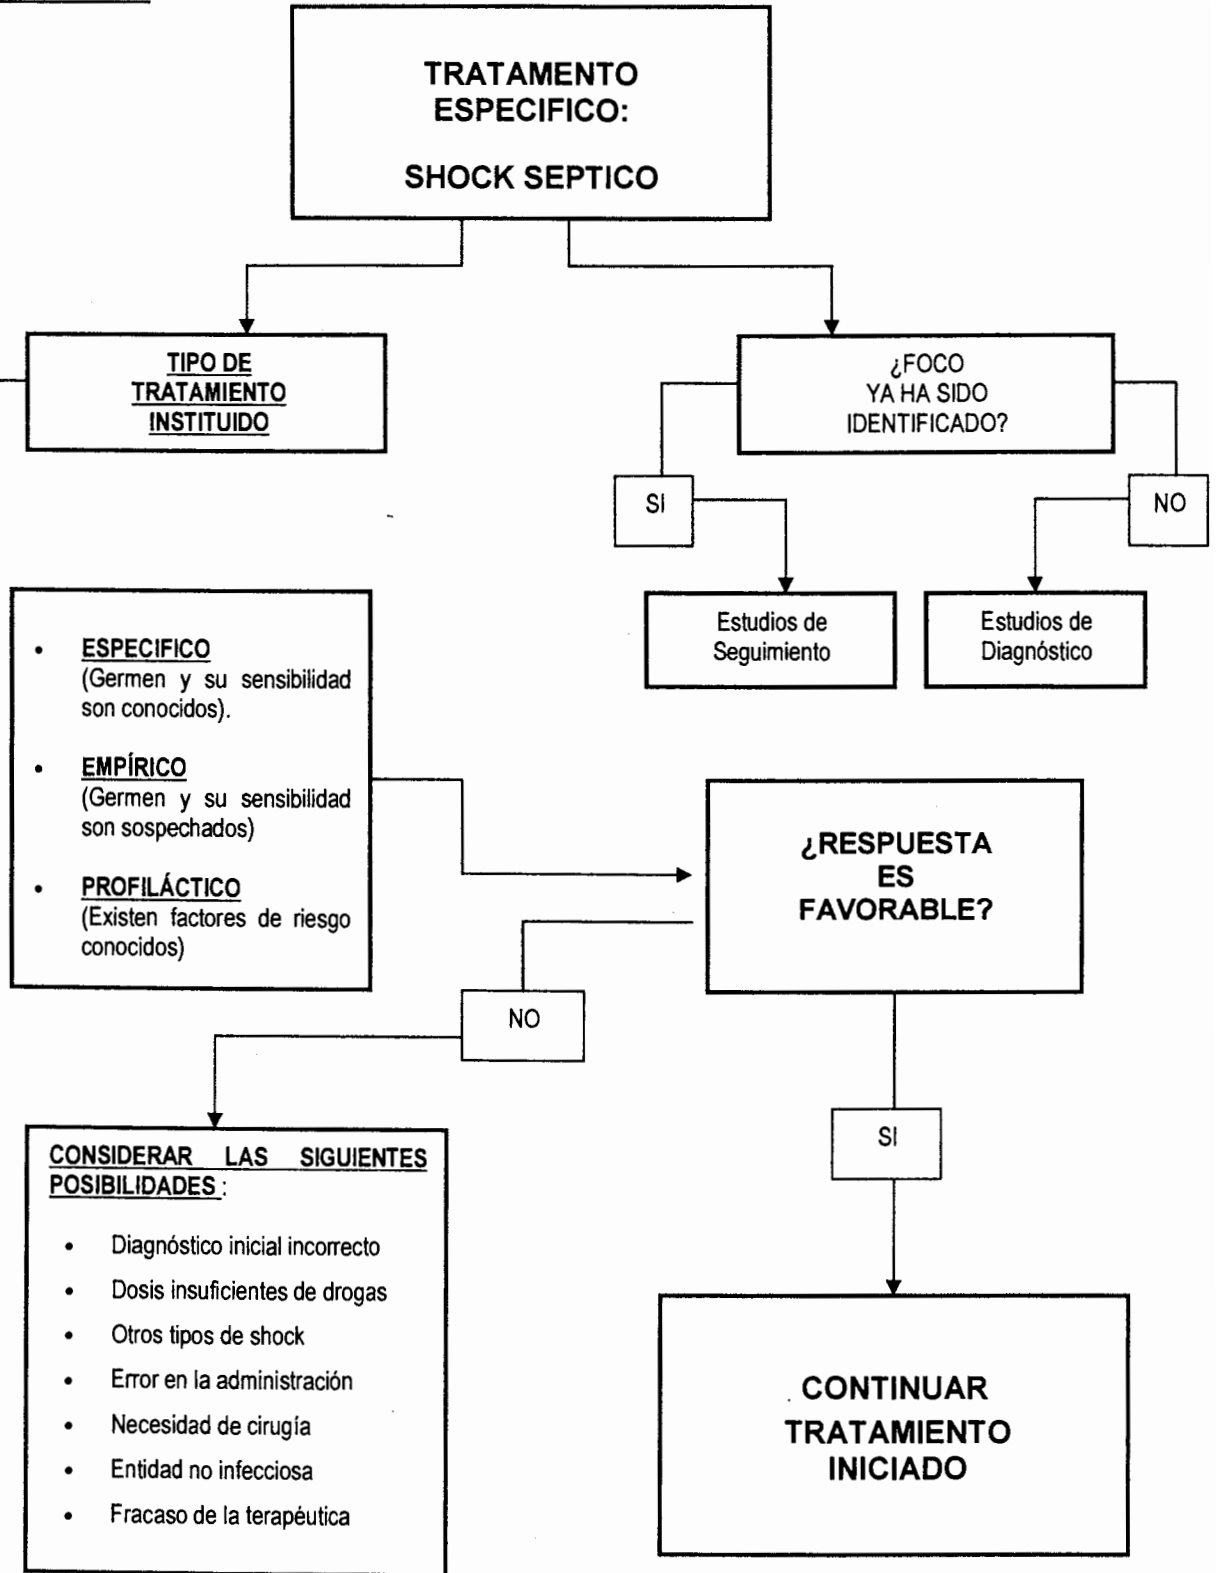 TRATAMENTO
ESPECIFICO:
SHOCK SEPTICO
TIPO DE
TRATAMIENTO
INSTITUIDO
¿FOCO
YA HA SIDO
IDENTIFICADO?
SI
NO
Estudios de
Seguimiento
Estudios de
Diagnóstico
• ESPECIFICO
(Germen y su sensibilidad
son conocidos).
• EMPÍRICO
(Germen y su sensibilidad
son sospechados)
• PROFILÁCTICO
(Existen factores de riesgo
conocidos)
¿RESPUESTA
ES
FAVORABLE?
NO
SI
CONSIDERAR LAS SIGUIENTES
POSIBILIDADES :
• Diagnóstico inicial incorrecto
• Dosis insuficientes de drogas
• Otros tipos de shock
• Error en la administración
• Necesidad de cirugía
• Entidad no infecciosa
• Fracaso de la terapéutica
CONTINUAR
TRATAMIENTO
INICIADO